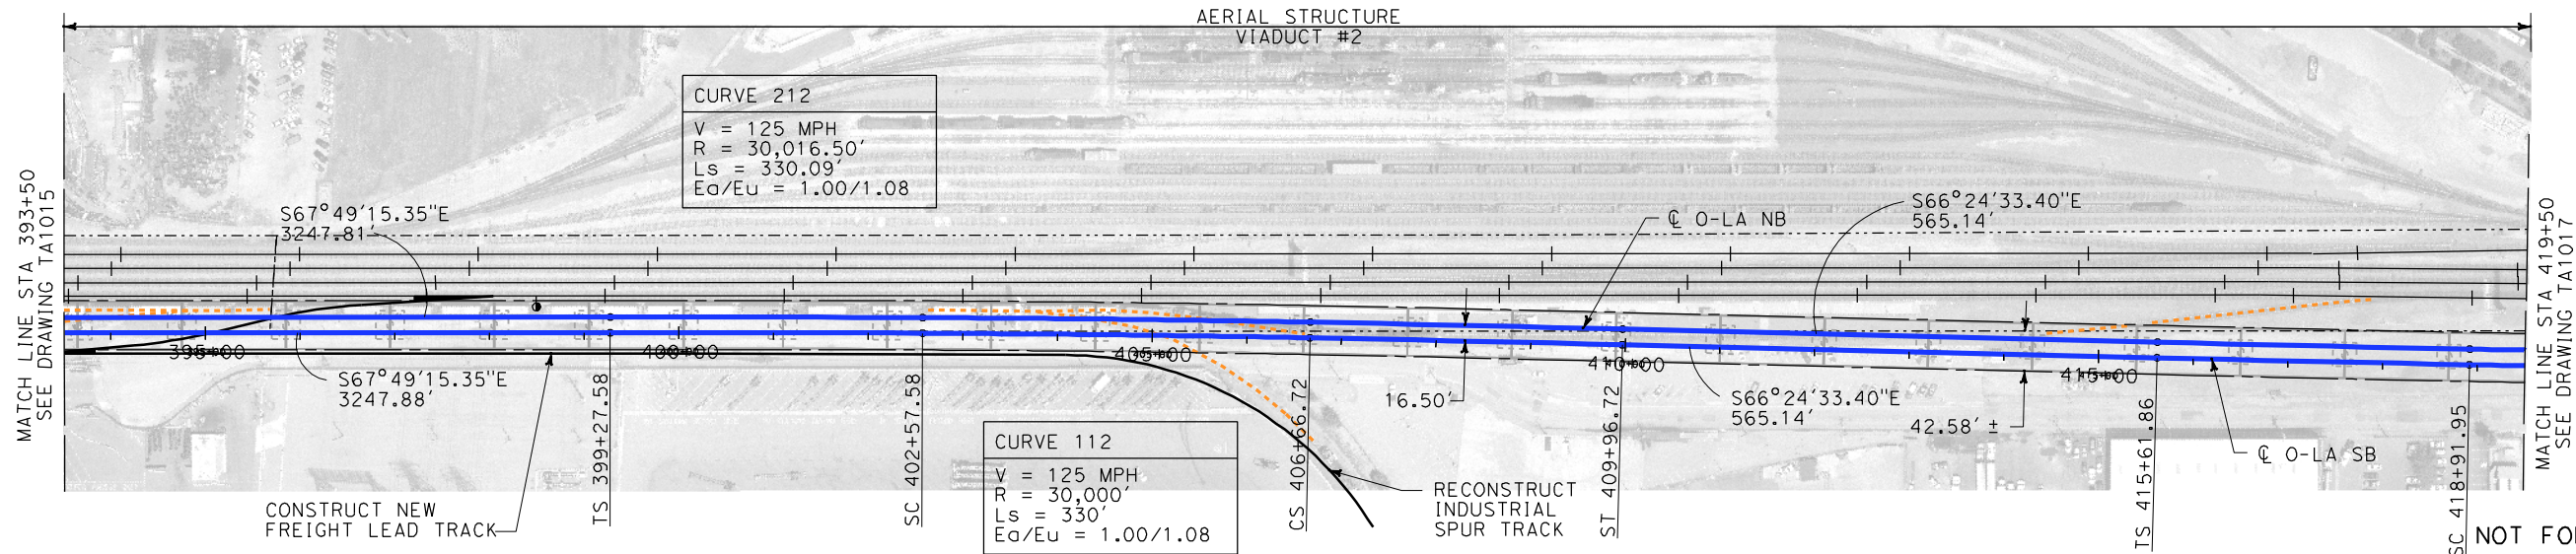 AERIAL STRUCTURE
VIADUCT #2
MATCH LINE STA 393+50
SEE DRAWING TA1015
CURVE 212
V = 125 MPH
R = 30,016.50'
Ls = 330.09'
Ea/Eu = 1.00/1.08
S67°49'15.35"E
3247.81'
℄ O-LA NB
S66°24'33.40"E
565.14'
MATCH LINE STA 419+50
SEE DRAWING TA1017
395+00
400+00
405+00
410+00
415+00
S67°49'15.35"E
3247.88'
TS 399+27.58
SC 402+57.58
CS 406+66.72
16.50'
ST 409+96.72
S66°24'33.40"E
565.14'
42.58' ±
TS 415+61.86
℄ O-LA SB
SC 418+91.95
CURVE 112
V = 125 MPH
R = 30,000'
Ls = 330'
Ea/Eu = 1.00/1.08
CONSTRUCT NEW
FREIGHT LEAD TRACK
RECONSTRUCT
INDUSTRIAL
SPUR TRACK
NOT FO